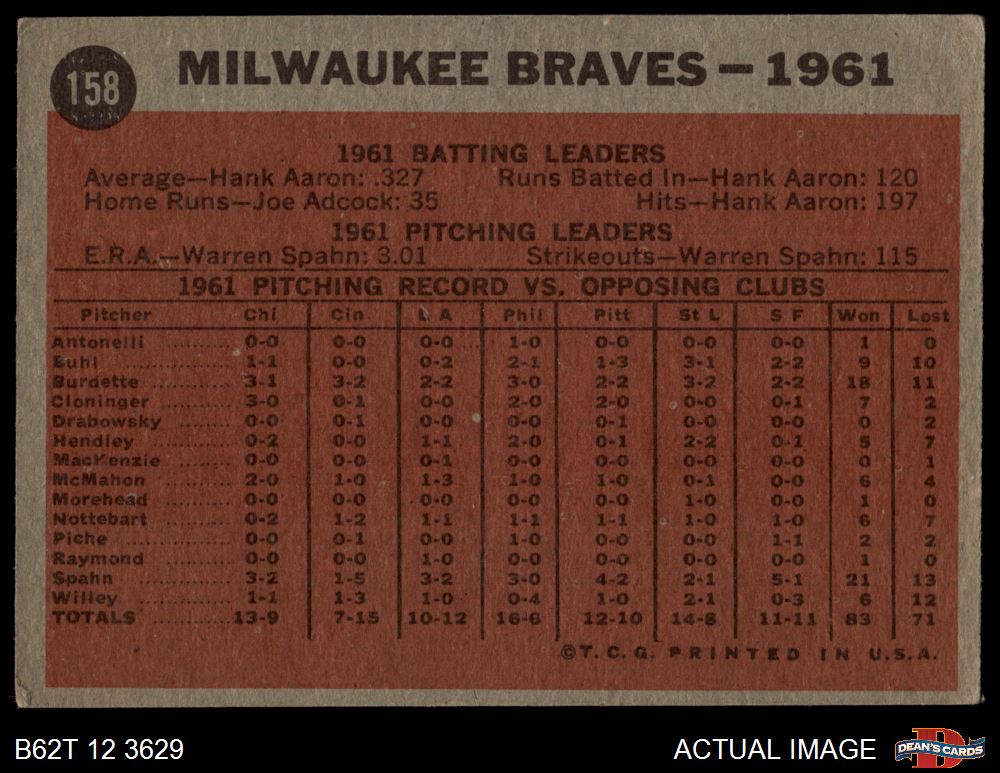 158
MILWAUKEE BRAVES — 1961
1961 BATTING LEADERS
Average—Hank Aaron: .327 Runs Batted In—Hank Aaron: 120
Home Runs—Joe Adcock: 35 Hits—Hank Aaron: 197
1961 PITCHING LEADERS
E.R.A.—Warren Spahn: 3.01 Strikeouts—Warren Spahn: 115
1961 PITCHING RECORD VS. OPPOSING CLUBS
Pitcher Chi Cin L A Phil Pitt St L S F Won Lost
Antonelli .......... 0-0 0-0 0-0 1-0 0-0 0-0 0-0 1 0
Buhl .......... 1-1 0-0 0-2 2-1 1-3 3-1 2-2 9 10
Burdette .......... 3-1 3-2 2-2 3-0 2-2 3-2 2-2 18 11
Cloninger .......... 3-0 0-1 0-0 2-0 2-0 0-0 0-1 7 2
Drabowsky .......... 0-0 0-1 0-0 0-0 0-1 0-0 0-0 0 2
Hendley .......... 0-2 0-0 1-1 2-0 0-1 2-2 0-1 5 7
MacKenzie .......... 0-0 0-0 0-1 0-0 0-0 0-0 0-0 0 1
McMahon .......... 2-0 1-0 1-3 1-0 1-0 0-1 0-0 6 4
Morehead .......... 0-0 0-0 0-0 0-0 0-0 1-0 0-0 1 0
Nottebart .......... 0-2 1-2 1-1 1-1 1-1 1-0 1-0 6 7
Piche .......... 0-0 0-1 0-0 1-0 0-0 0-0 1-1 2 2
Raymond .......... 0-0 0-0 1-0 0-0 0-0 0-0 0-0 1 0
Spahn .......... 3-2 1-5 3-2 3-0 4-2 2-1 5-1 21 13
Willey .......... 1-1 1-3 1-0 0-4 1-0 2-1 0-3 6 12
TOTALS .......... 13-9 7-15 10-12 16-6 12-10 14-8 11-11 83 71
©T.C.G. PRINTED IN U.S.A.
B62T 12 3629
ACTUAL IMAGE
DEAN'S CARDS